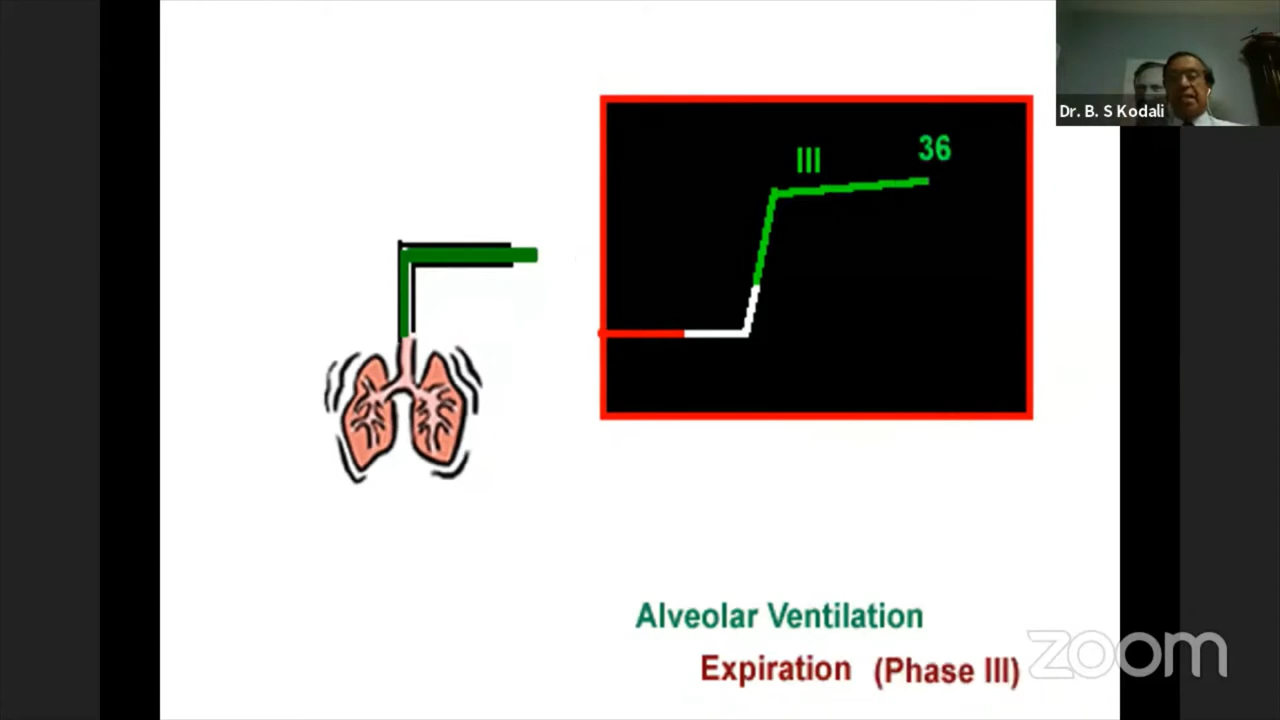 Dr. B. S Kodali
III
36
Alveolar Ventilation
Expiration (Phase III)
zoom